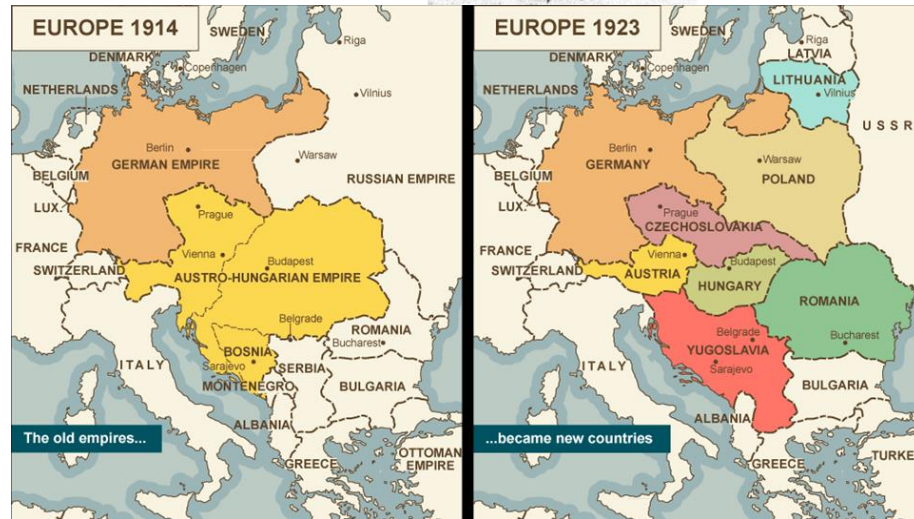 EUROPE 1914
SWEDEN
Riga
DENMARK
Copenhagen
NETHERLANDS
Vilnius
Berlin
GERMAN EMPIRE
Warsaw
BELGIUM
RUSSIAN EMPIRE
LUX.
Prague
FRANCE
Vienna
SWITZERLAND
Budapest
AUSTRO-HUNGARIAN EMPIRE
Belgrade
ROMANIA
Bucharest
BOSNIA
Sarajevo
SERBIA
ITALY
MONTENEGRO
BULGARIA
ALBANIA
The old empires...
GREECE
OTTOMAN
EMPIRE
EUROPE 1923
SWEDEN
Riga
LATVIA
DENMARK
Copenhagen
LITHUANIA
NETHERLANDS
Vilnius
USSR
Berlin
GERMANY
Warsaw
POLAND
BELGIUM
LUX.
Prague
CZECHOSLOVAKIA
FRANCE
Vienna
Budapest
SWITZERLAND
AUSTRIA
HUNGARY
ROMANIA
Belgrade
Bucharest
YUGOSLAVIA
Sarajevo
ITALY
BULGARIA
ALBANIA
...became new countries
GREECE
TURKE